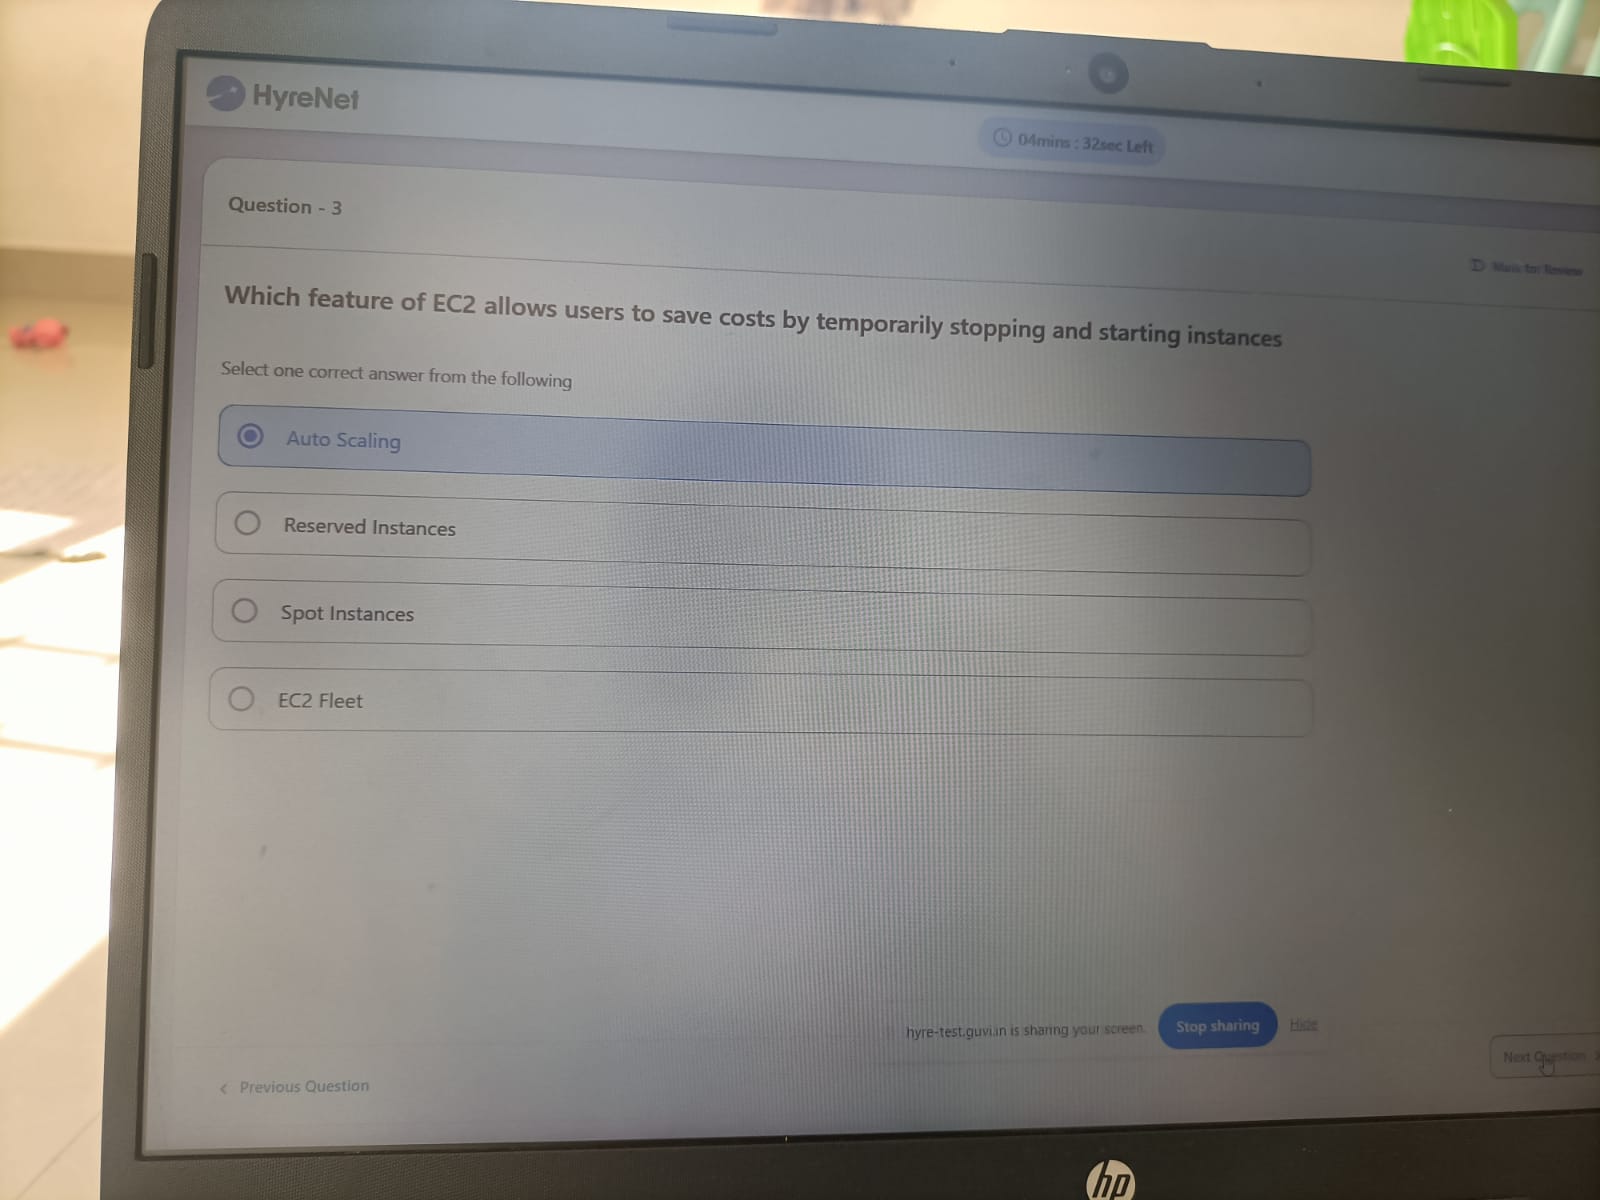 HyreNet
04mins : 32sec Left
Question - 3
Mark for Review
Which feature of EC2 allows users to save costs by temporarily stopping and starting instances
Select one correct answer from the following
Auto Scaling
Reserved Instances
Spot Instances
EC2 Fleet
hyre-test.guvi.in is sharing your screen.
Stop sharing
Hide
Next Question
< Previous Question
hp